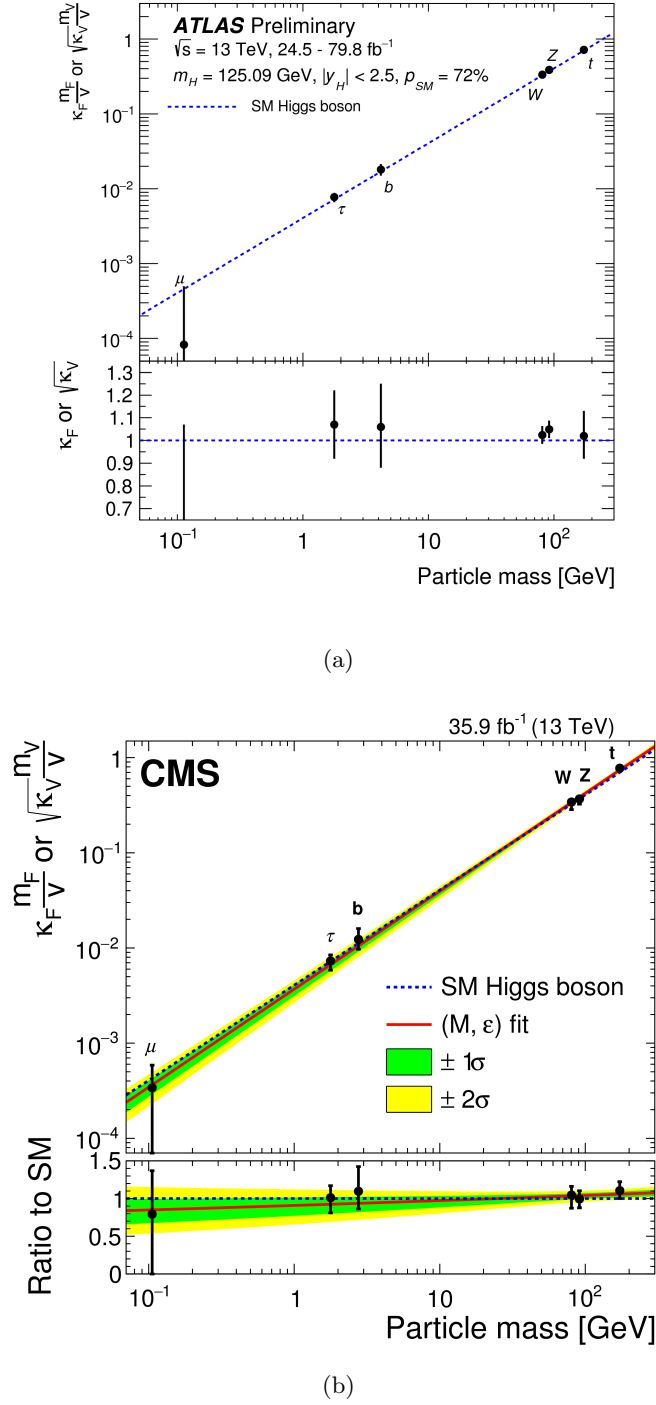 ATLAS Preliminary
√s = 13 TeV, 24.5 - 79.8 fb⁻¹
m_H = 125.09 GeV, |y_H| < 2.5, p_SM = 72%
SM Higgs boson
κ_F m_F/v or √κ_V m_V/v
1
10⁻¹
10⁻²
10⁻³
10⁻⁴
μ
τ
b
W
Z
t
κ_F or √κ_V
1.3
1.2
1.1
1
0.9
0.8
0.7
10⁻¹ 1 10 10²
Particle mass [GeV]
(a)
35.9 fb⁻¹ (13 TeV)
CMS
κ_F m_F/v or √κ_V m_V/v
1
10⁻¹
10⁻²
10⁻³
10⁻⁴
μ
τ
b
W
Z
t
SM Higgs boson
(M, ε) fit
± 1σ
± 2σ
Ratio to SM
1.5
1
0.5
0
10⁻¹ 1 10 10²
Particle mass [GeV]
(b)